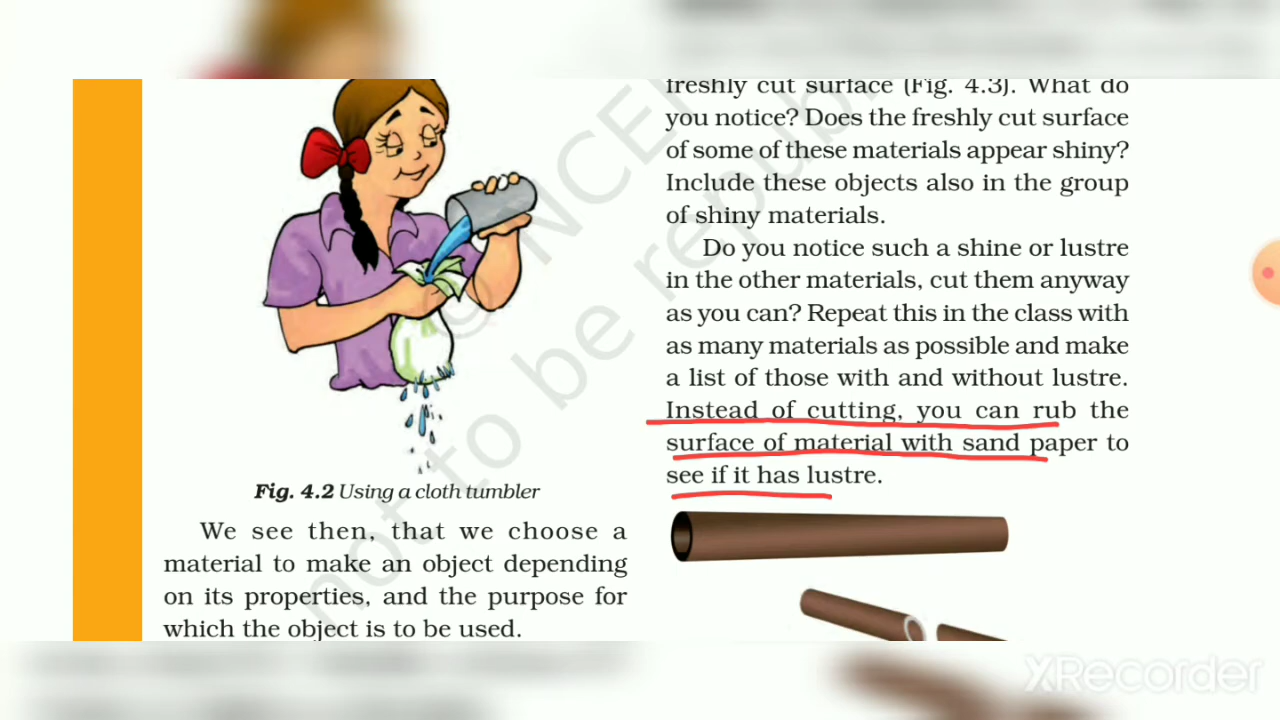 Fig. 4.2 Using a cloth tumbler
We see then, that we choose a
material to make an object depending
on its properties, and the purpose for
which the object is to be used.
freshly cut surface (Fig. 4.3). What do
you notice? Does the freshly cut surface
of some of these materials appear shiny?
Include these objects also in the group
of shiny materials.
Do you notice such a shine or lustre
in the other materials, cut them anyway
as you can? Repeat this in the class with
as many materials as possible and make
a list of those with and without lustre.
Instead of cutting, you can rub the
surface of material with sand paper to
see if it has lustre.
© NCE
not to be republ
XRecorder